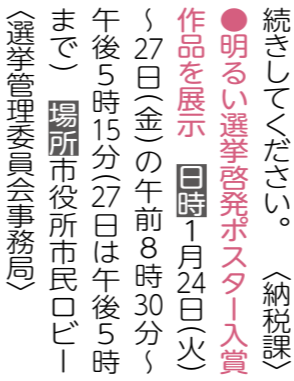 続きしてください。 〈納税課〉
●明るい選挙啓発ポスター入賞
作品を展示 日時1月24日(火)
～27日(金)の午前8時30分～
午後5時15分(27日は午後5時
まで) 場所市役所市民ロビー
〈選挙管理委員会事務局〉